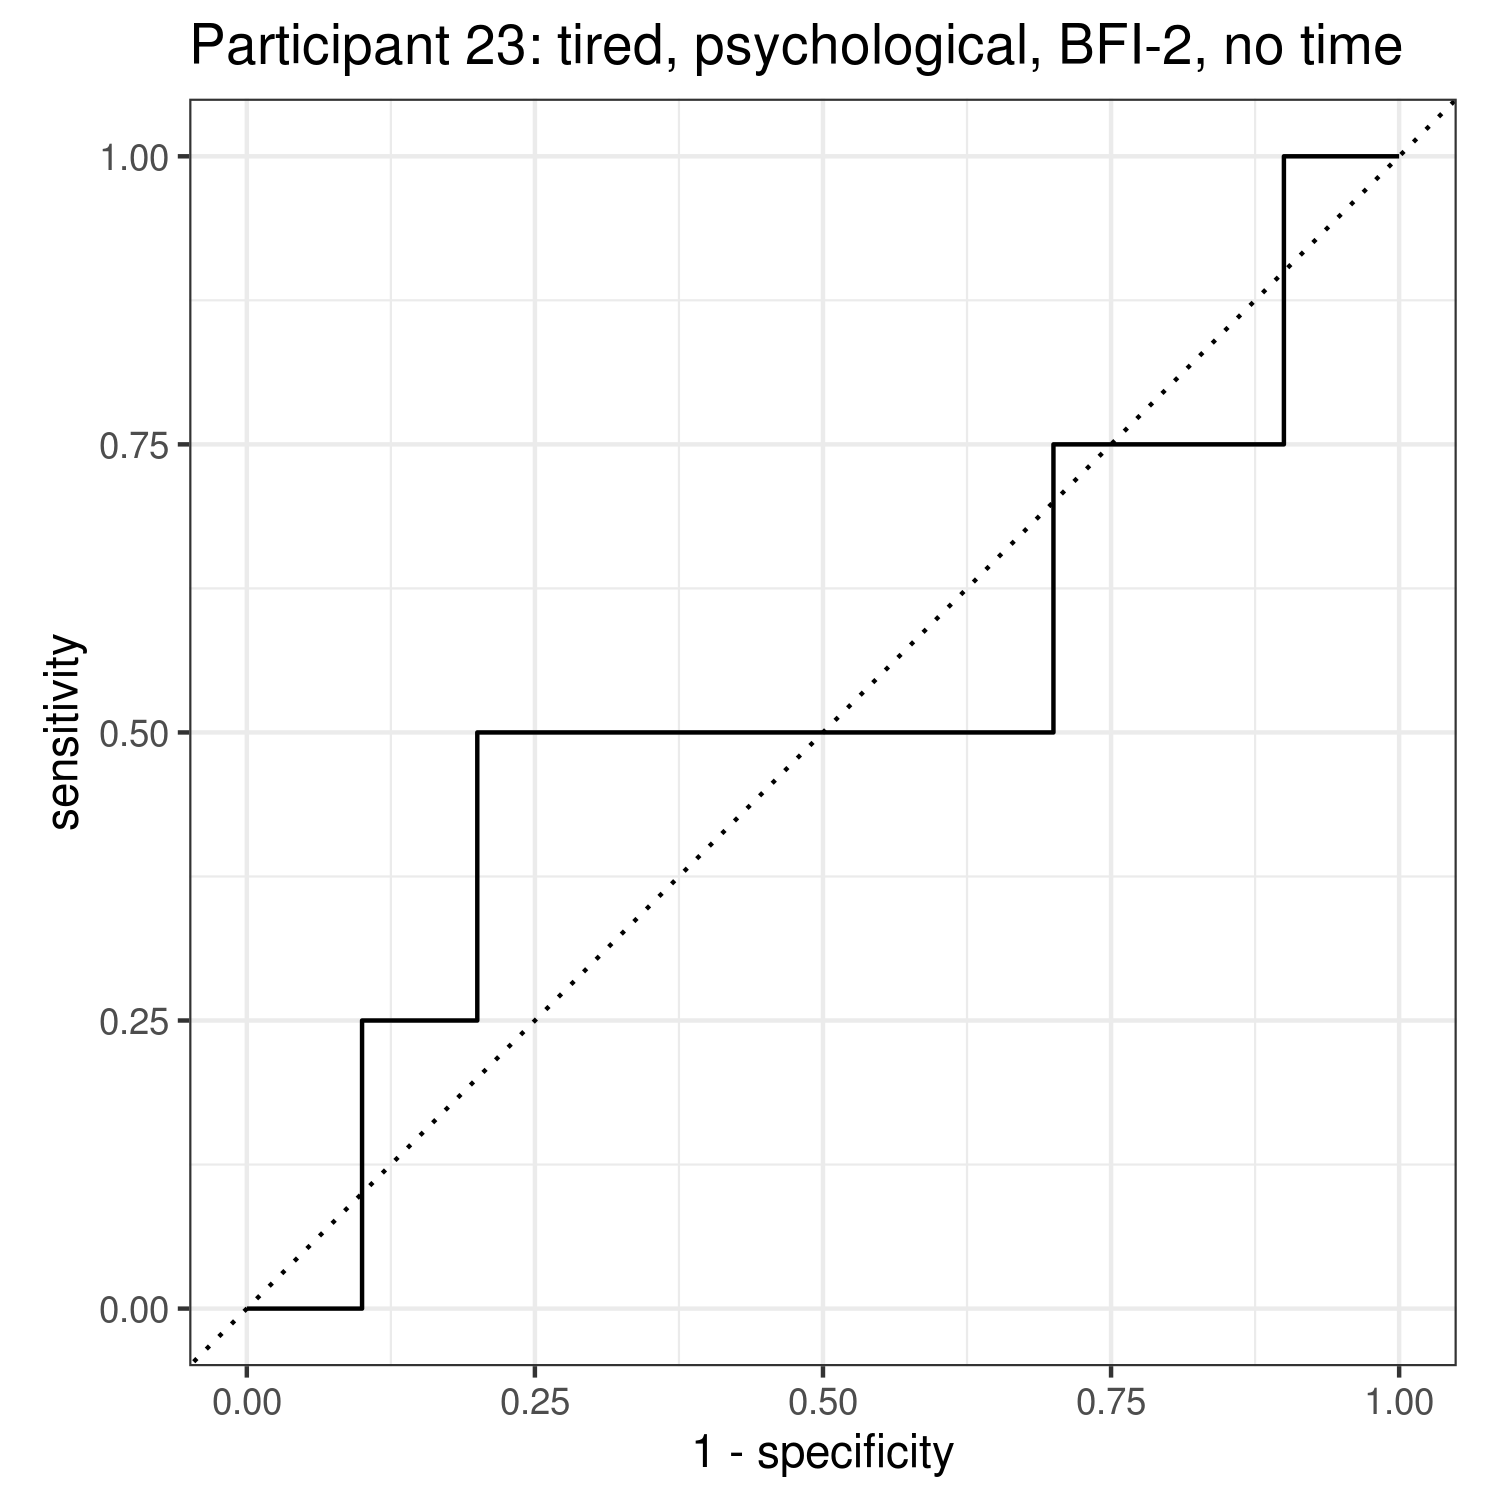 Participant 23: tired, psychological, BFI-2, no time
1.00
0.75
0.50
0.25
0.00
sensitivity
0.00 0.25 0.50 0.75 1.00
1 - specificity